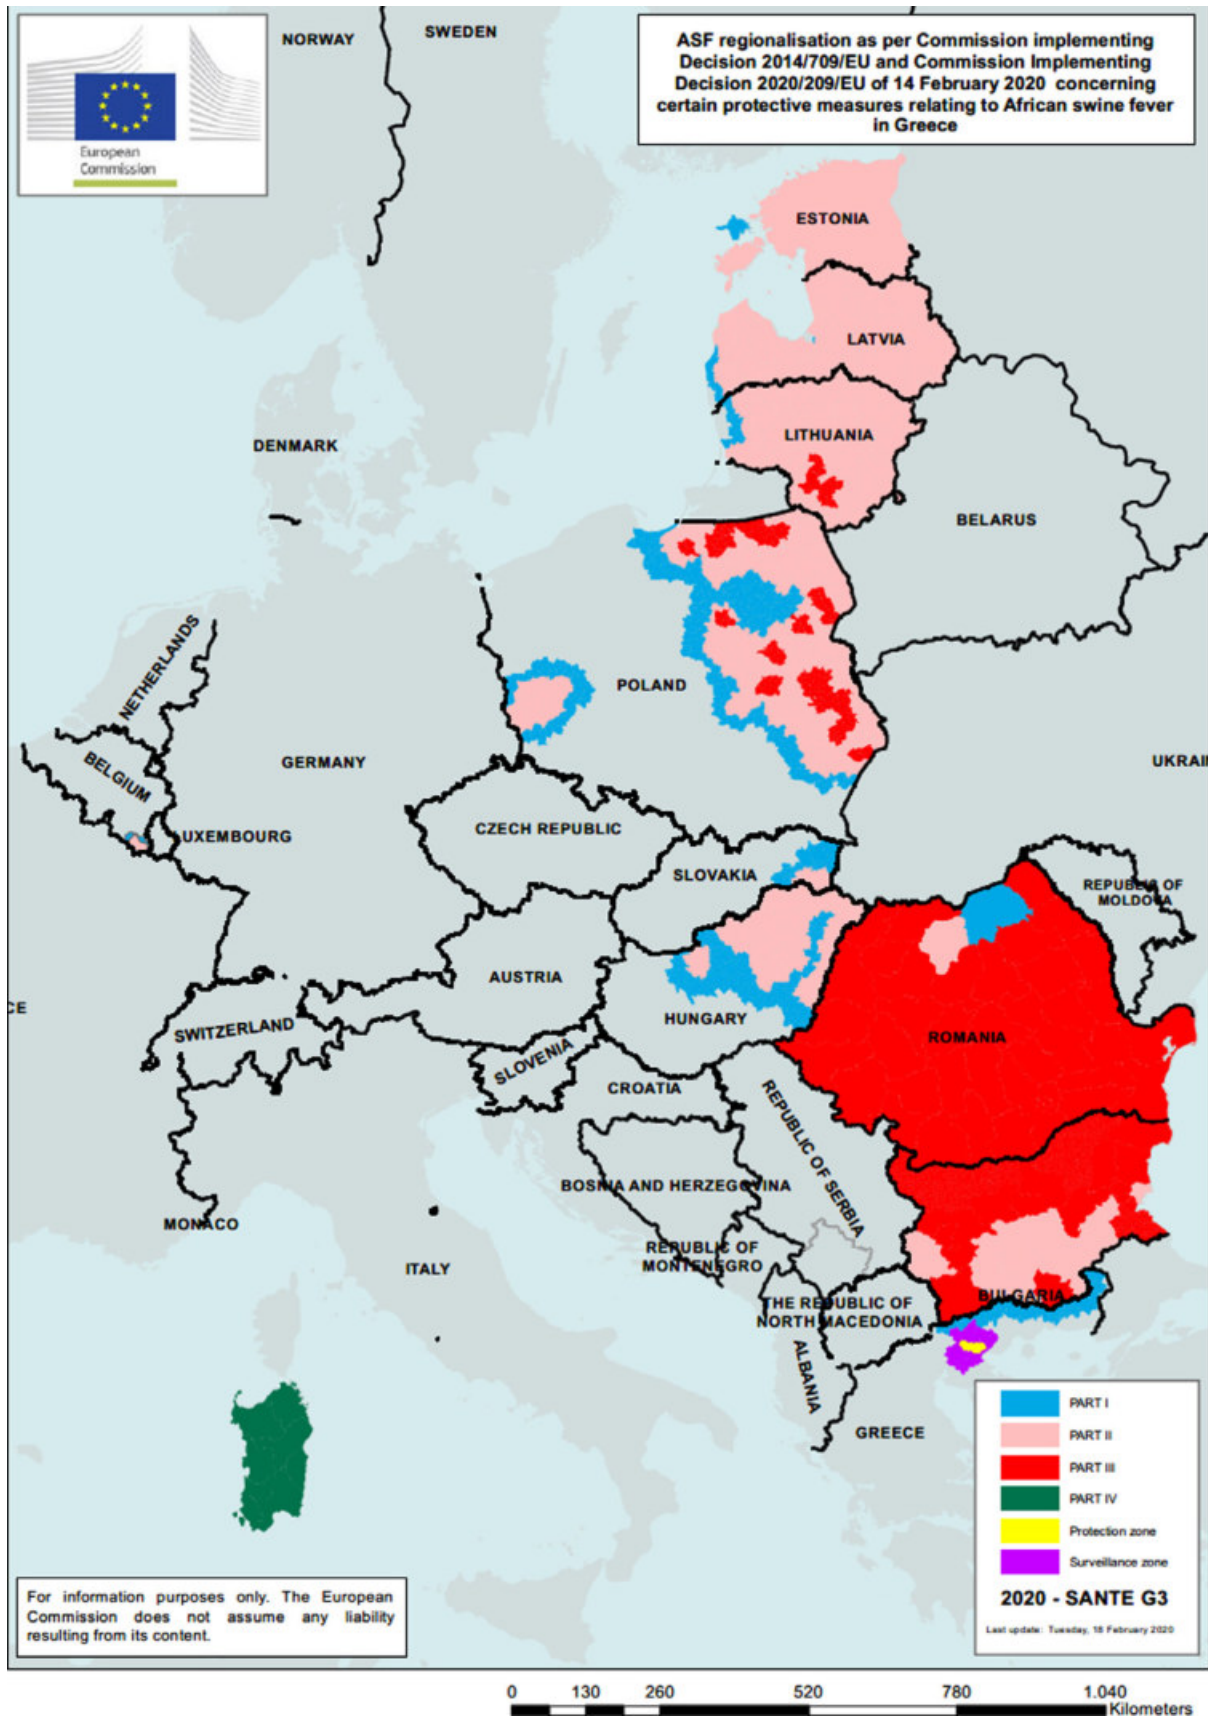 European
Commission
NORWAY
SWEDEN
ASF regionalisation as per Commission implementing
Decision 2014/709/EU and Commission Implementing
Decision 2020/209/EU of 14 February 2020 concerning
certain protective measures relating to African swine fever
in Greece
ESTONIA
LATVIA
LITHUANIA
DENMARK
BELARUS
NETHERLANDS
POLAND
BELGIUM
GERMANY
UKRAI
UXEMBOURG
CZECH REPUBLIC
SLOVAKIA
REPUBLIC OF
MOLDOVA
AUSTRIA
CE
SWITZERLAND
HUNGARY
ROMANIA
SLOVENIA
CROATIA
REPUBLIC OF SERBIA
BOSNIA AND HERZEGOVINA
MONACO
REPUBLIC OF
MONTENEGRO
ITALY
BULGARIA
THE REPUBLIC OF
NORTH MACEDONIA
ALBANIA
GREECE
PART I
PART II
PART III
PART IV
Protection zone
Surveillance zone
2020 - SANTE G3
Last update: Tuesday, 18 February 2020
For information purposes only. The European
Commission does not assume any liability
resulting from its content.
0 130 260 520 780 1.040
Kilometers